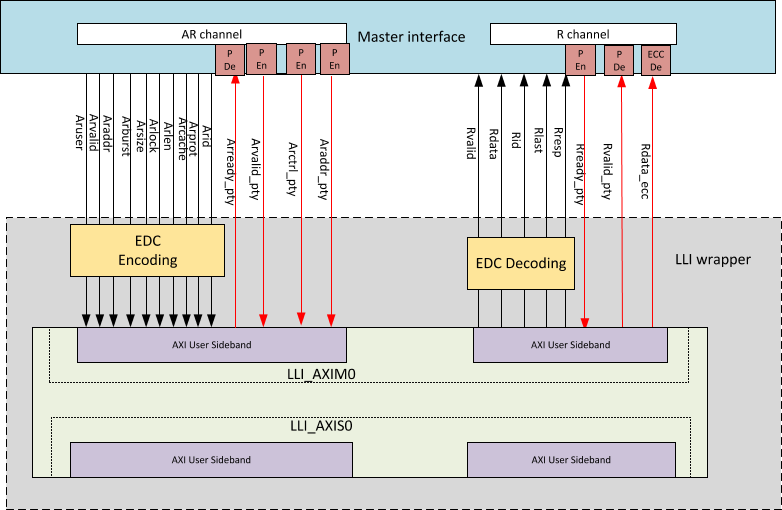 AR channel
Master interface
R channel
P
De
P
En
P
En
P
En
P
En
P
De
ECC
De
Aruser
Arvalid
Araddr
Arburst
Arsize
Arlock
Arlen
Arcache
Arprot
Arid
Arready_pty
Arvalid_pty
Arctrl_pty
Araddr_pty
Rvalid
Rdata
Rid
Rlast
Rresp
Rready_pty
Rvalid_pty
Rdata_ecc
EDC
Encoding
EDC Decoding
LLI wrapper
AXI User Sideband
AXI User Sideband
LLI_AXIM0
LLI_AXIS0
AXI User Sideband
AXI User Sideband